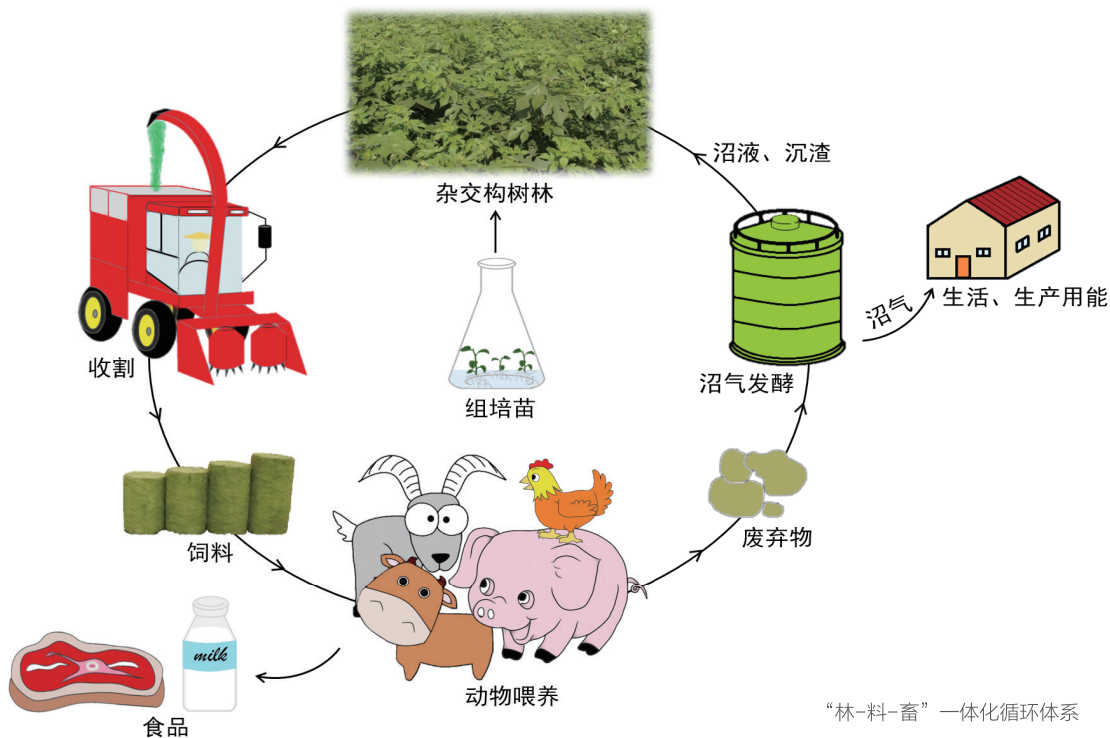 沼液、沉渣
杂交构树林
沼气
生活、生产用能
收割
组培苗
沼气发酵
饲料
废弃物
milk
动物喂养
食品
“林-料-畜”一体化循环体系